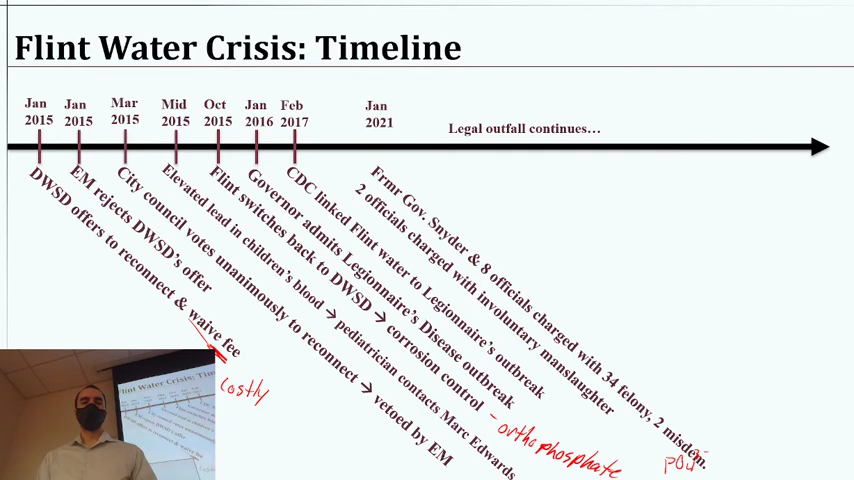 Flint Water Crisis: Timeline
Jan
2015
Jan
2015
Mar
2015
Mid
2015
Oct
2015
Jan
2016
Feb
2017
Jan
2021
Legal outfall continues…
DWSD offers to reconnect & waive fee
EM rejects DWSD's offer
City council votes unanimously to reconnect → vetoed by EM
Elevated lead in children's blood → pediatrician contacts Marc Edwards
Flint switches back to DWSD → corrosion control
Governor admits Legionnaire's Disease outbreak
CDC linked Flint water to Legionnaire's outbreak
Frmr Gov. Snyder & 8 officials charged with 34 felony, 2 misdem.
2 officials charged with involuntary manslaughter
costly
- orthophosphate
Flint Water Crisis: Time